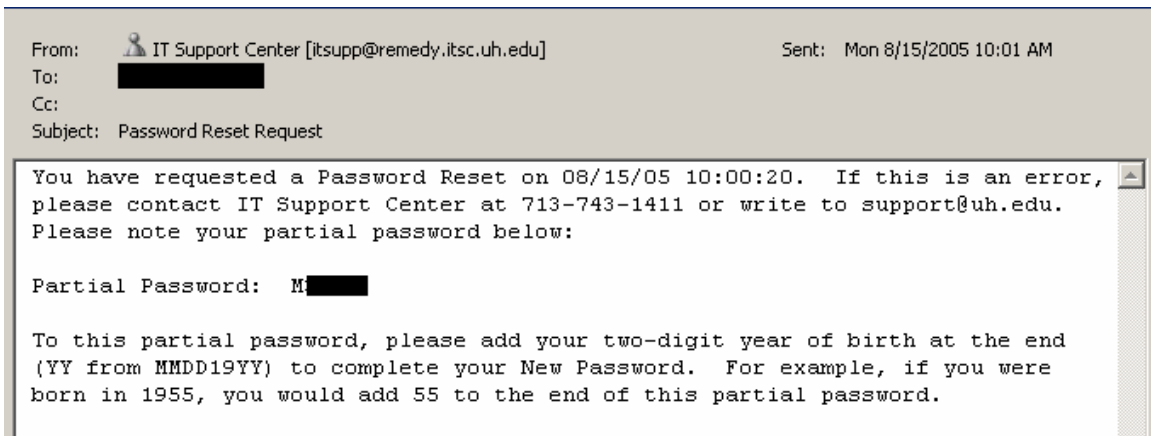 From: IT Support Center [itsupp@remedy.itsc.uh.edu] Sent: Mon 8/15/2005 10:01 AM
To:
Cc:
Subject: Password Reset Request
You have requested a Password Reset on 08/15/05 10:00:20.  If this is an error,
please contact IT Support Center at 713-743-1411 or write to support@uh.edu.
Please note your partial password below:
Partial Password:  M
To this partial password, please add your two-digit year of birth at the end
(YY from MMDD19YY) to complete your New Password.  For example, if you were
born in 1955, you would add 55 to the end of this partial password.